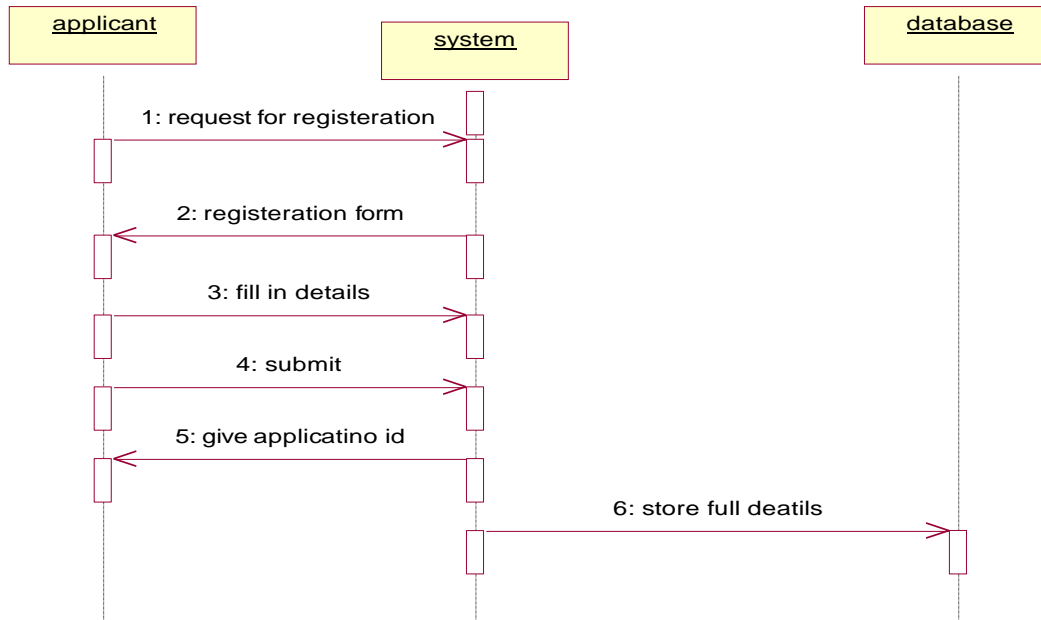 applicant
system
database
1: request for registeration
2: registeration form
3: fill in details
4: submit
5: give applicatino id
6: store full deatils